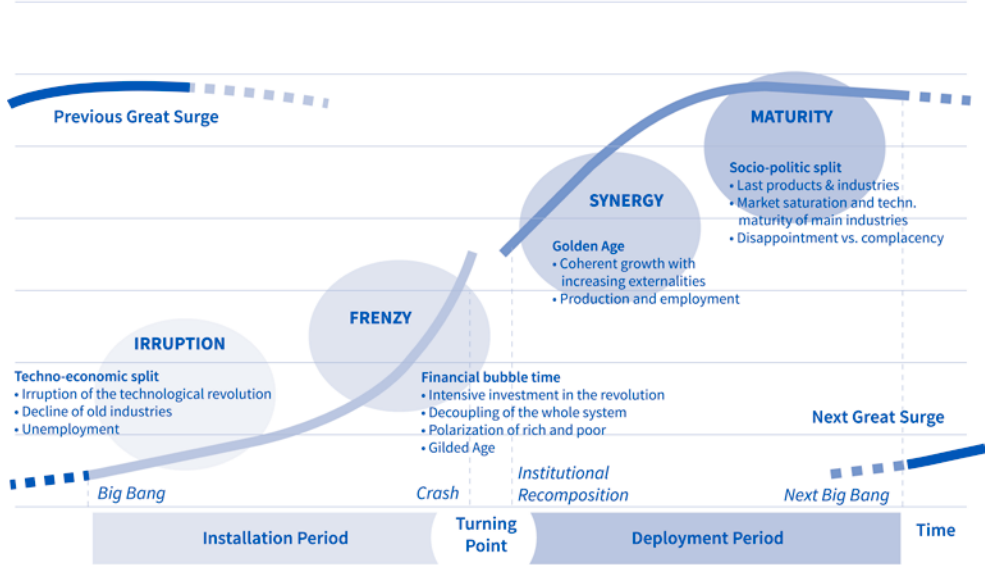 Previous Great Surge
MATURITY
Socio-politic split
• Last products & industries
• Market saturation and techn.
maturity of main industries
• Disappointment vs. complacency
SYNERGY
Golden Age
• Coherent growth with
increasing externalities
• Production and employment
FRENZY
Financial bubble time
• Intensive investment in the revolution
• Decoupling of the whole system
• Polarization of rich and poor
• Gilded Age
IRRUPTION
Techno-economic split
• Irruption of the technological revolution
• Decline of old industries
• Unemployment
Next Great Surge
Big Bang
Crash
Institutional
Recomposition
Next Big Bang
Installation Period
Turning
Point
Deployment Period
Time